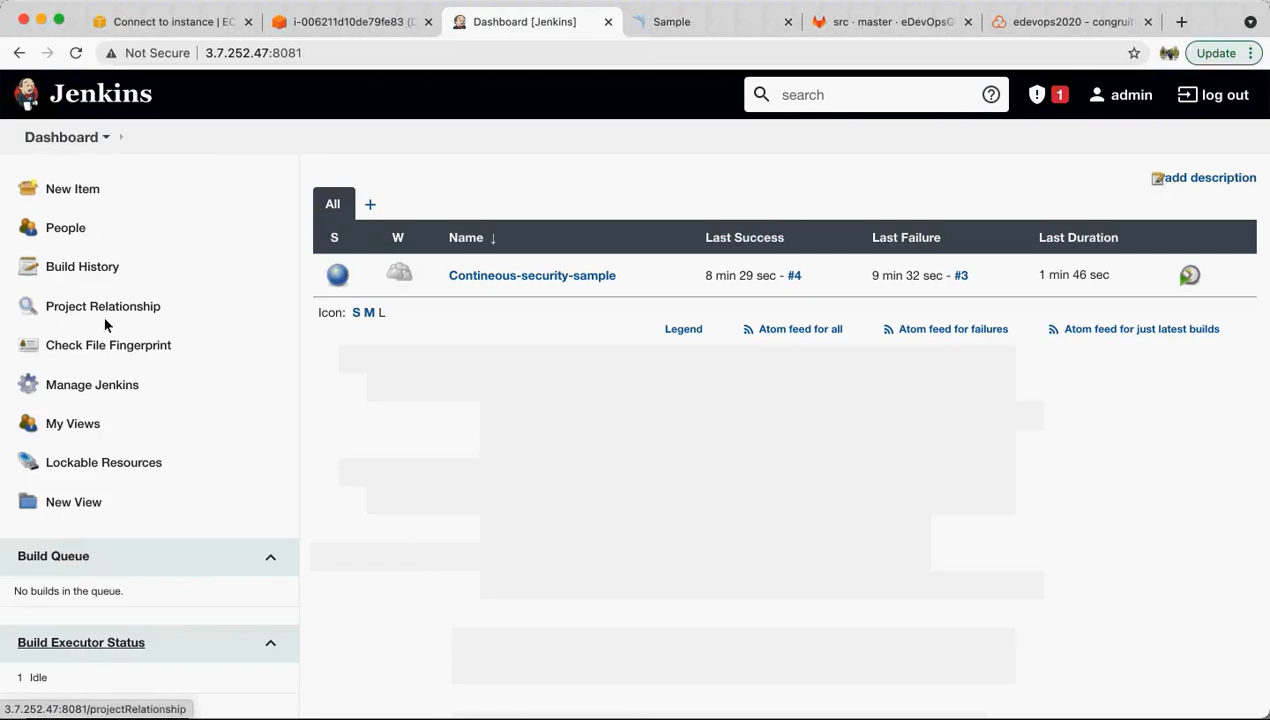 Connect to instance | EC
i-006211d10de79fe83 (D
Dashboard [Jenkins]
Sample
src · master · eDevOpsG
edevops2020 - congruit
Not Secure
3.7.252.47:8081
Update
Jenkins
search
1
admin
log out
Dashboard
New Item
People
Build History
Project Relationship
Check File Fingerprint
Manage Jenkins
My Views
Lockable Resources
New View
Build Queue
No builds in the queue.
Build Executor Status
1 Idle
add description
All +
S W Name ↓ Last Success Last Failure Last Duration
Contineous-security-sample 8 min 29 sec - #4 9 min 32 sec - #3 1 min 46 sec
Icon: S M L
Legend Atom feed for all Atom feed for failures Atom feed for just latest builds
3.7.252.47:8081/projectRelationship